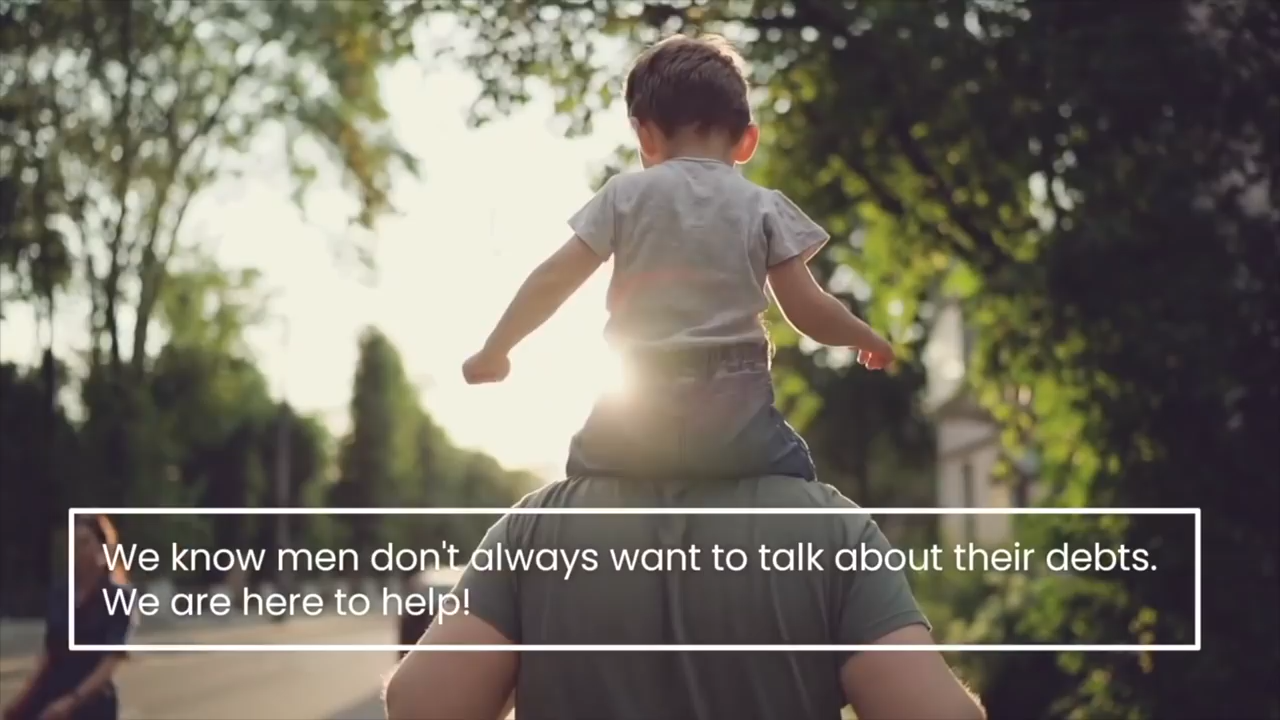 We know men don't always want to talk about their debts.
We are here to help!